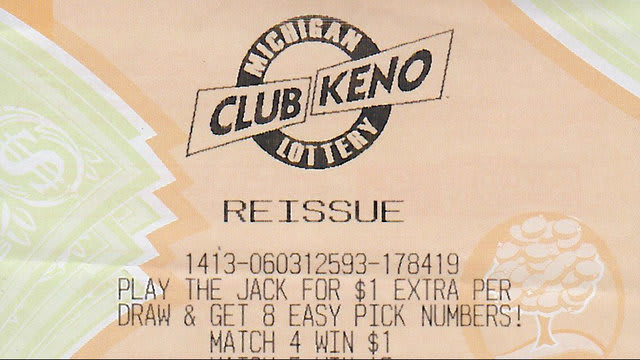 MICHIGAN
CLUB KENO
LOTTERY
REISSUE
1413-060312593-178419
PLAY THE JACK FOR $1 EXTRA PER
DRAW & GET 8 EASY PICK NUMBERS!
MATCH 4 WIN $1